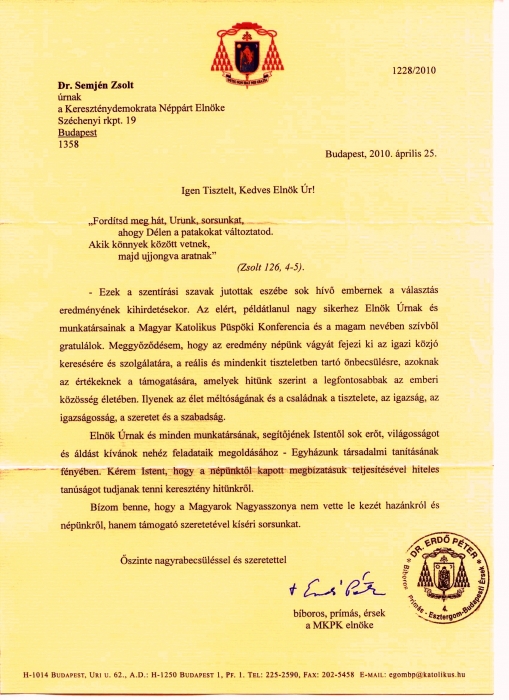 1228/2010
Dr. Semjén Zsolt
úrnak
a Kereszténydemokrata Néppárt Elnöke
Széchenyi rkpt. 19
Budapest
1358
Budapest, 2010. április 25.
Igen Tisztelt, Kedves Elnök Úr!
„Fordítsd meg hát, Urunk, sorsunkat,
ahogy Délen a patakokat változtatod.
Akik könnyek között vetnek,
majd ujjongva aratnak”
(Zsolt 126, 4-5).
- Ezek a szentírási szavak jutottak eszébe sok hívő embernek a választás
eredményének kihirdetésekor. Az elért, példátlanul nagy sikerhez Elnök Úrnak és
munkatársainak a Magyar Katolikus Püspöki Konferencia és a magam nevében szívből
gratulálok. Meggyőződésem, hogy az eredmény népünk vágyát fejezi ki az igazi közjó
keresésére és szolgálatára, a reális és mindenkit tiszteletben tartó önbecsülésre, azoknak
az értékeknek a támogatására, amelyek hitünk szerint a legfontosabbak az emberi
közösség életében. Ilyenek az élet méltóságának és a családnak a tisztelete, az igazság, az
igazságosság, a szeretet és a szabadság.
Elnök Úrnak és minden munkatársának, segítőjének Istentől sok erőt, világosságot
és áldást kívánok nehéz feladataik megoldásához - Egyházunk társadalmi tanításának
fényében. Kérem Istent, hogy a népünktől kapott megbízatásuk teljesítésével hiteles
tanúságot tudjanak tenni keresztény hitünkről.
Bízom benne, hogy a Magyarok Nagyasszonya nem vette le kezét hazánkról és
népünkről, hanem támogató szeretetével kíséri sorsunkat.
Őszinte nagyrabecsüléssel és szeretettel
+ Erdő Péter
bíboros, prímás, érsek
a MKPK elnöke
DR. ERDŐ PÉTER
Bíboros Prímás - Esztergom-Budapesti Érsek
4.
H-1014 BUDAPEST, URI U. 62., A.D.: H-1250 BUDAPEST 1, PF. 1. TEL: 225-2590, FAX: 202-5458 E-MAIL: egombp@katolikus.hu